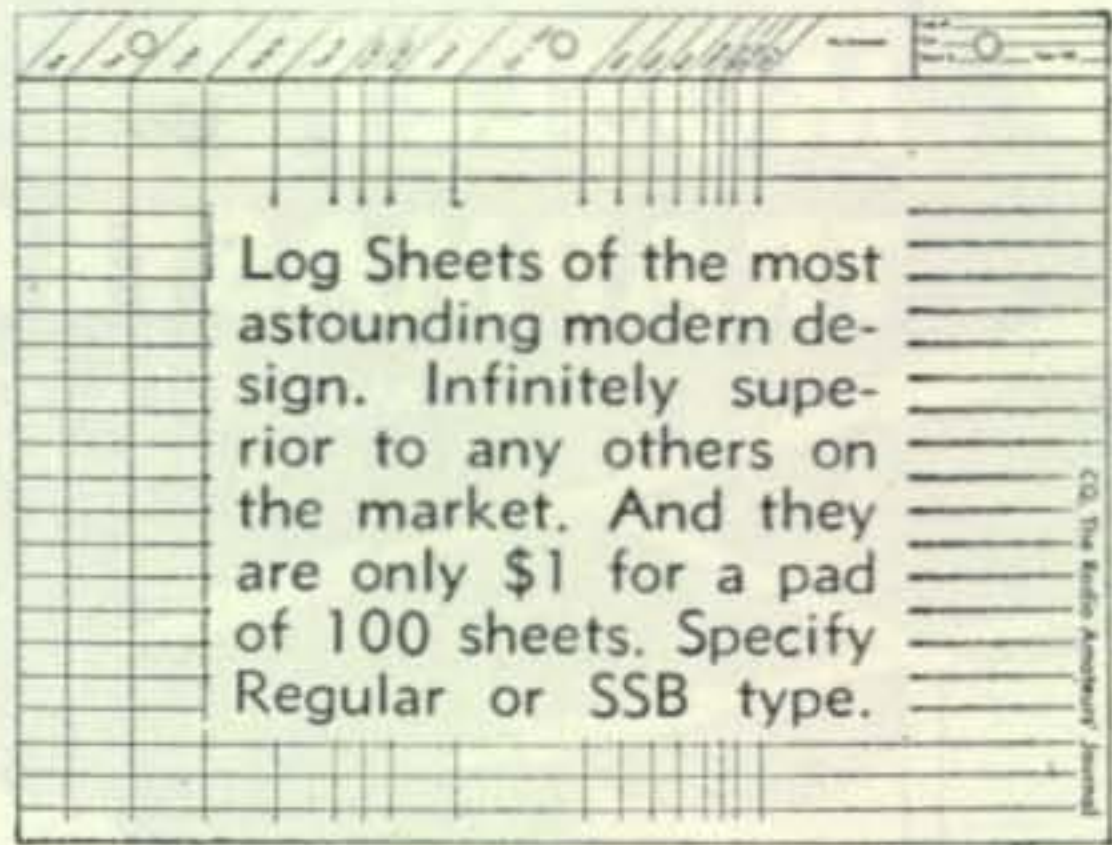 Log Sheets of the most
astounding modern de-
sign. Infinitely supe-
rior to any others on
the market. And they
are only $1 for a pad
of 100 sheets. Specify
Regular or SSB type.
CQ, The Radio Amateurs' Journal